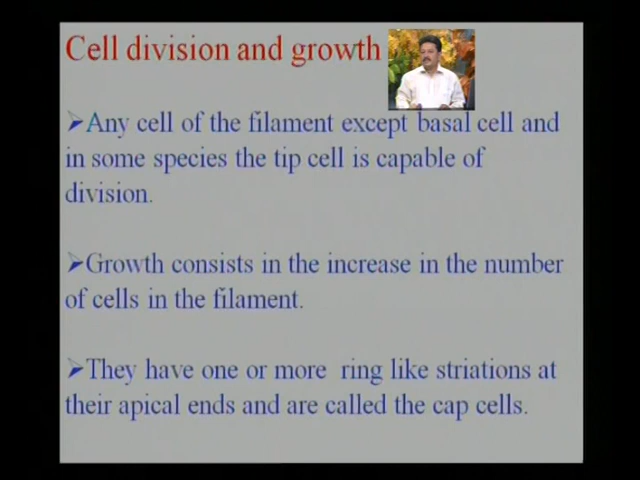 Cell division and growth
➢Any cell of the filament except basal cell and
in some species the tip cell is capable of
division.
➢Growth consists in the increase in the number
of cells in the filament.
➢They have one or more ring like striations at
their apical ends and are called the cap cells.